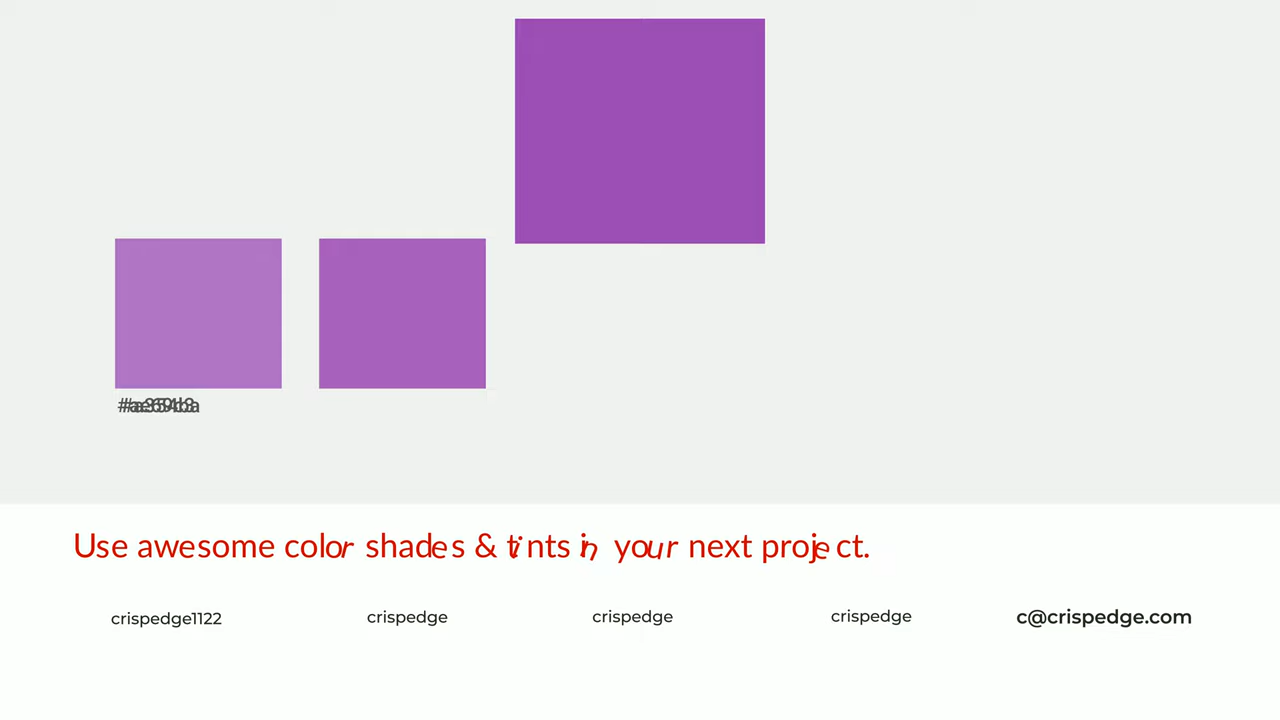 Use awesome color shades & tints in your next project.
crispedge1122 crispedge crispedge crispedge c@crispedge.com